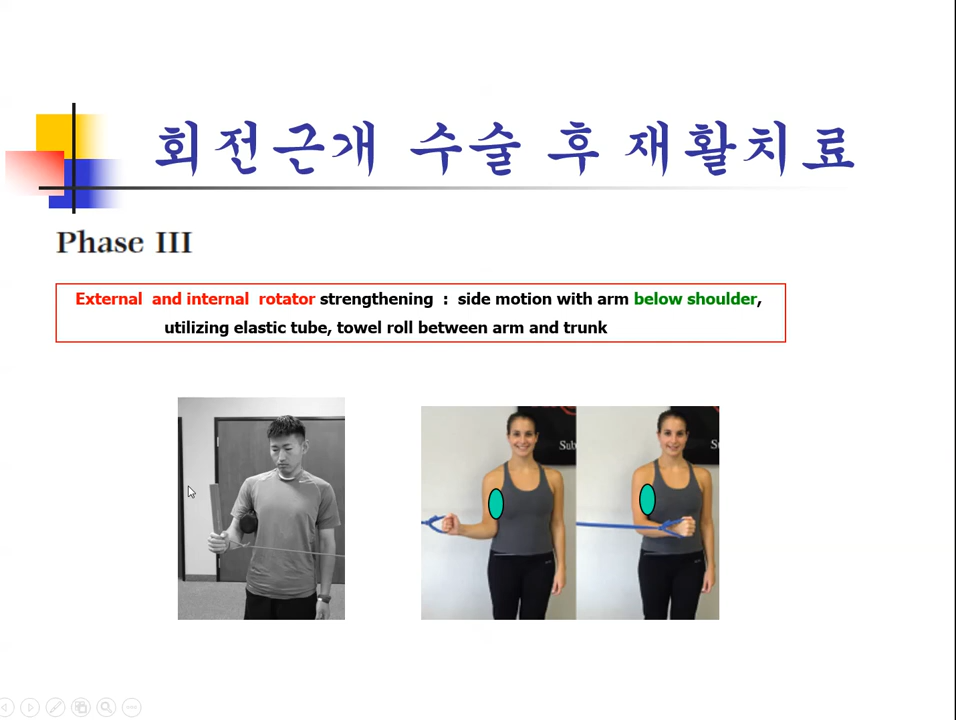 회전근개 수술 후 재활치료
Phase III
External and internal rotator strengthening : side motion with arm below shoulder,
utilizing elastic tube, towel roll between arm and trunk
Sub
S